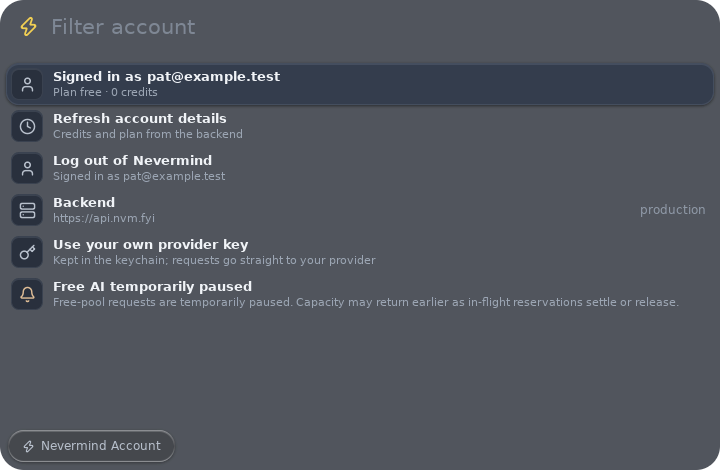 Filter account
Signed in as pat@example.test
Plan free · 0 credits
Refresh account details
Credits and plan from the backend
Log out of Nevermind
Signed in as pat@example.test
Backend
https://api.nvm.fyi
production
Use your own provider key
Kept in the keychain; requests go straight to your provider
Free AI temporarily paused
Free-pool requests are temporarily paused. Capacity may return earlier as in-flight reservations settle or release.
Nevermind Account